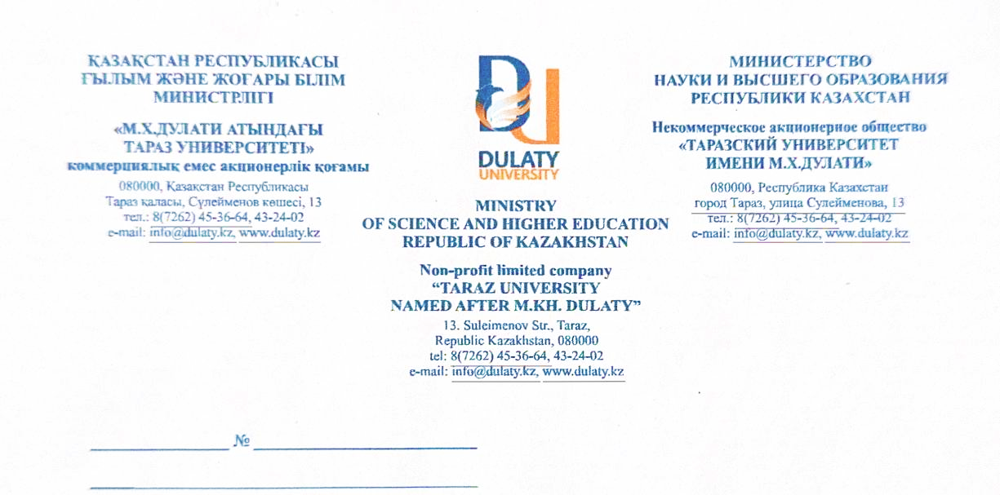 ҚАЗАҚСТАН РЕСПУБЛИКАСЫ
ҒЫЛЫМ ЖӘНЕ ЖОҒАРЫ БІЛІМ
МИНИСТРЛІГІ
«М.Х.ДУЛАТИ АТЫНДАҒЫ
ТАРАЗ УНИВЕРСИТЕТІ»
коммерциялық емес акционерлік қоғамы
080000, Қазақстан Республикасы
Тараз қаласы, Сүлейменов көшесі, 13
тел.: 8(7262) 45-36-64, 43-24-02
e-mail: info@dulaty.kz, www.dulaty.kz
DULATY
UNIVERSITY
MINISTRY
OF SCIENCE AND HIGHER EDUCATION
REPUBLIC OF KAZAKHSTAN
Non-profit limited company
“TARAZ UNIVERSITY
NAMED AFTER M.KH. DULATY”
13. Suleimenov Str., Taraz,
Republic Kazakhstan, 080000
tel: 8(7262) 45-36-64, 43-24-02
e-mail: info@dulaty.kz, www.dulaty.kz
МИНИСТЕРСТВО
НАУКИ И ВЫСШЕГО ОБРАЗОВАНИЯ
РЕСПУБЛИКИ КАЗАХСТАН
Некоммерческое акционерное общество
«ТАРАЗСКИЙ УНИВЕРСИТЕТ
ИМЕНИ М.Х.ДУЛАТИ»
080000, Республика Казахстан
город Тараз, улица Сулейменова, 13
тел.: 8(7262) 45-36-64, 43-24-02
e-mail: info@dulaty.kz, www.dulaty.kz
№